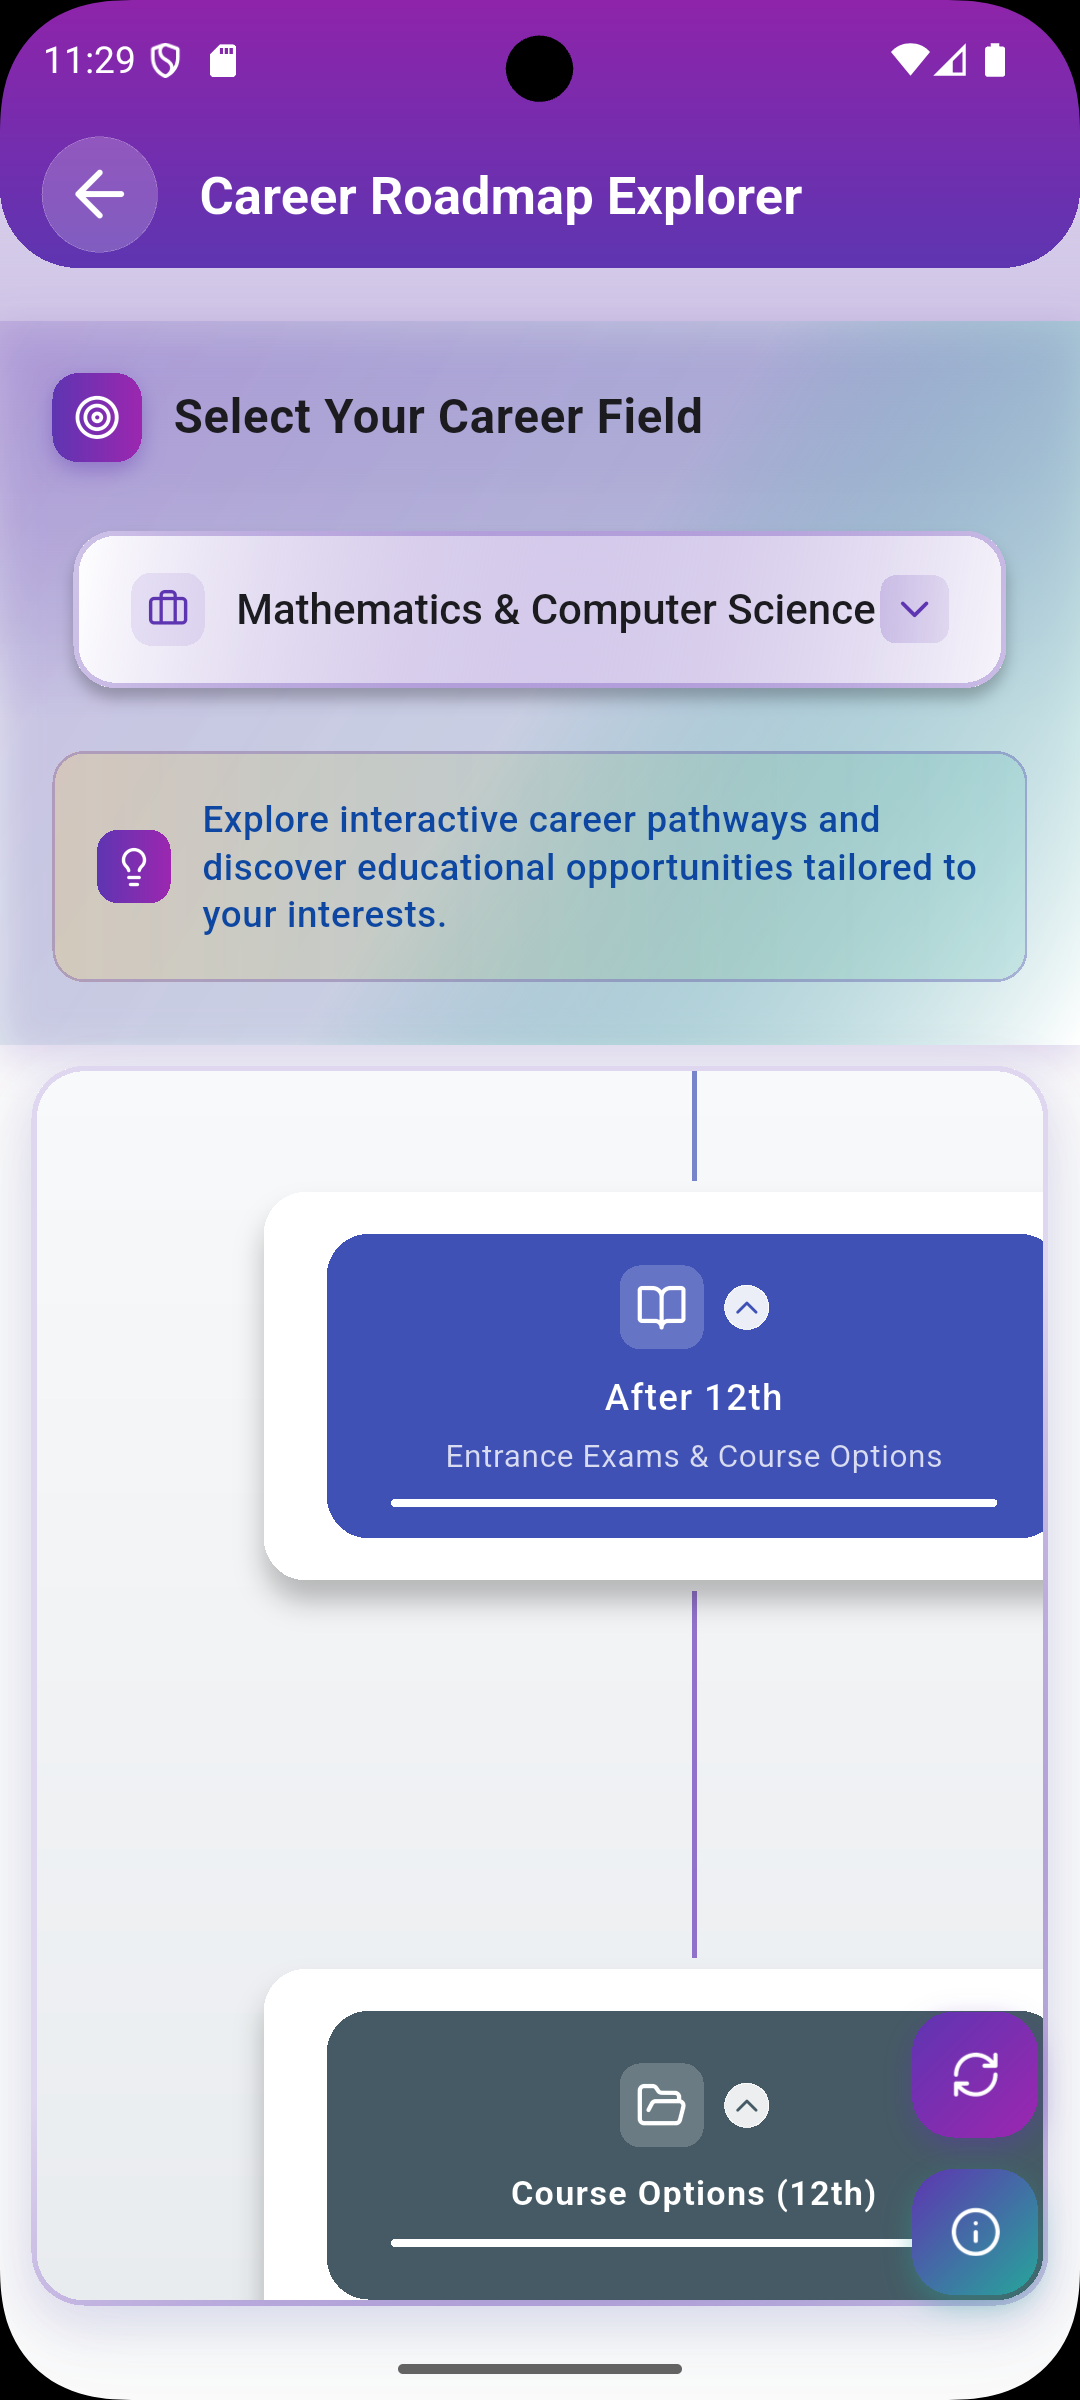 11:29
Career Roadmap Explorer
Select Your Career Field
Mathematics & Computer Science
Explore interactive career pathways and
discover educational opportunities tailored to
your interests.
After 12th
Entrance Exams & Course Options
Course Options (12th)